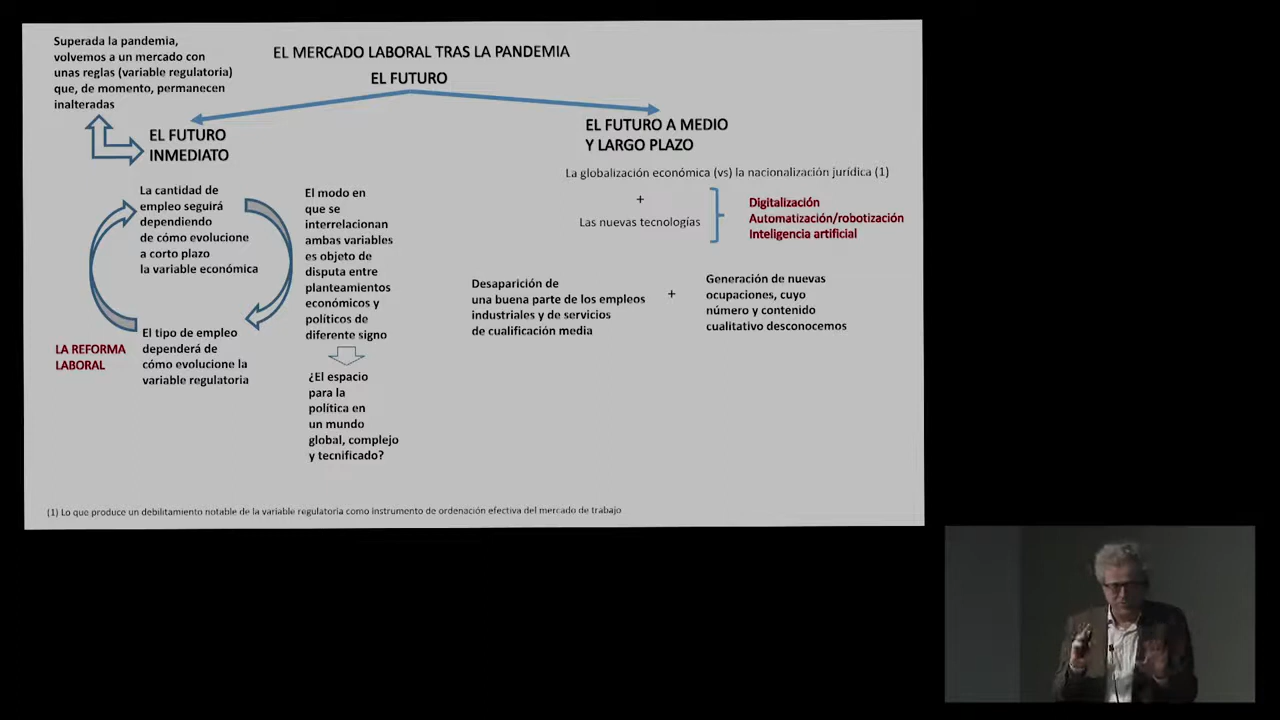 Superada la pandemia,
volvemos a un mercado con
unas reglas (variable regulatoria)
que, de momento, permanecen
inalteradas
EL MERCADO LABORAL TRAS LA PANDEMIA
EL FUTURO
EL FUTURO
INMEDIATO
La cantidad de
empleo seguirá
dependiendo
de cómo evolucione
a corto plazo
la variable económica
El tipo de empleo
dependerá de
cómo evolucione la
variable regulatoria
LA REFORMA
LABORAL
El modo en
que se
interrelacionan
ambas variables
es objeto de
disputa entre
planteamientos
económicos y
políticos de
diferente signo
¿El espacio
para la
política en
un mundo
global, complejo
y tecnificado?
EL FUTURO A MEDIO
Y LARGO PLAZO
La globalización económica (vs) la nacionalización jurídica (1)
+
Las nuevas tecnologías
Digitalización
Automatización/robotización
Inteligencia artificial
Desaparición de
una buena parte de los empleos
industriales y de servicios
de cualificación media
+
Generación de nuevas
ocupaciones, cuyo
número y contenido
cualitativo desconocemos
(1) Lo que produce un debilitamiento notable de la variable regulatoria como instrumento de ordenación efectiva del mercado de trabajo